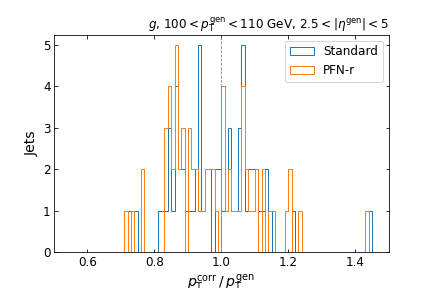 g, 100 < p_T^gen < 110 GeV, 2.5 < |η^gen| < 5
Standard
PFN-r
Jets
5
4
3
2
1
0
0.6 0.8 1.0 1.2 1.4
p_T^corr / p_T^gen